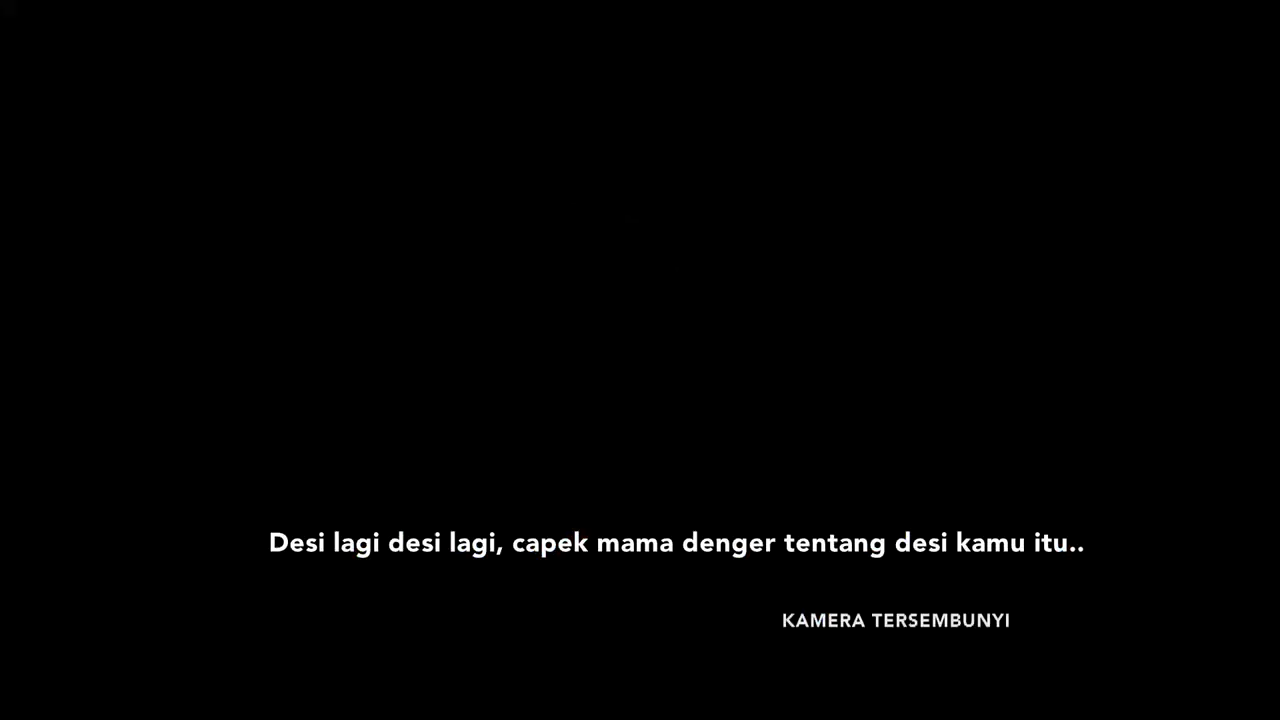 Desi lagi desi lagi, capek mama denger tentang desi kamu itu..
KAMERA TERSEMBUNYI